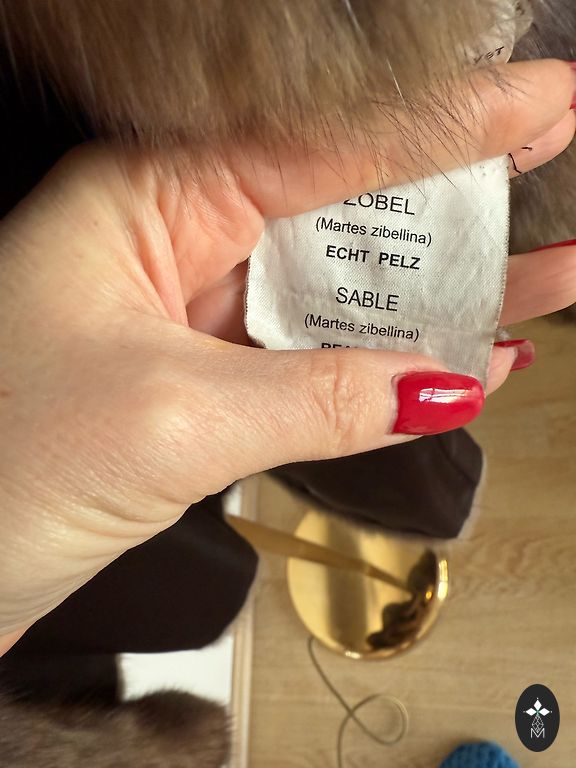 ZOBEL
(Martes zibellina)
ECHT PELZ
SABLE
(Martes zibellina)